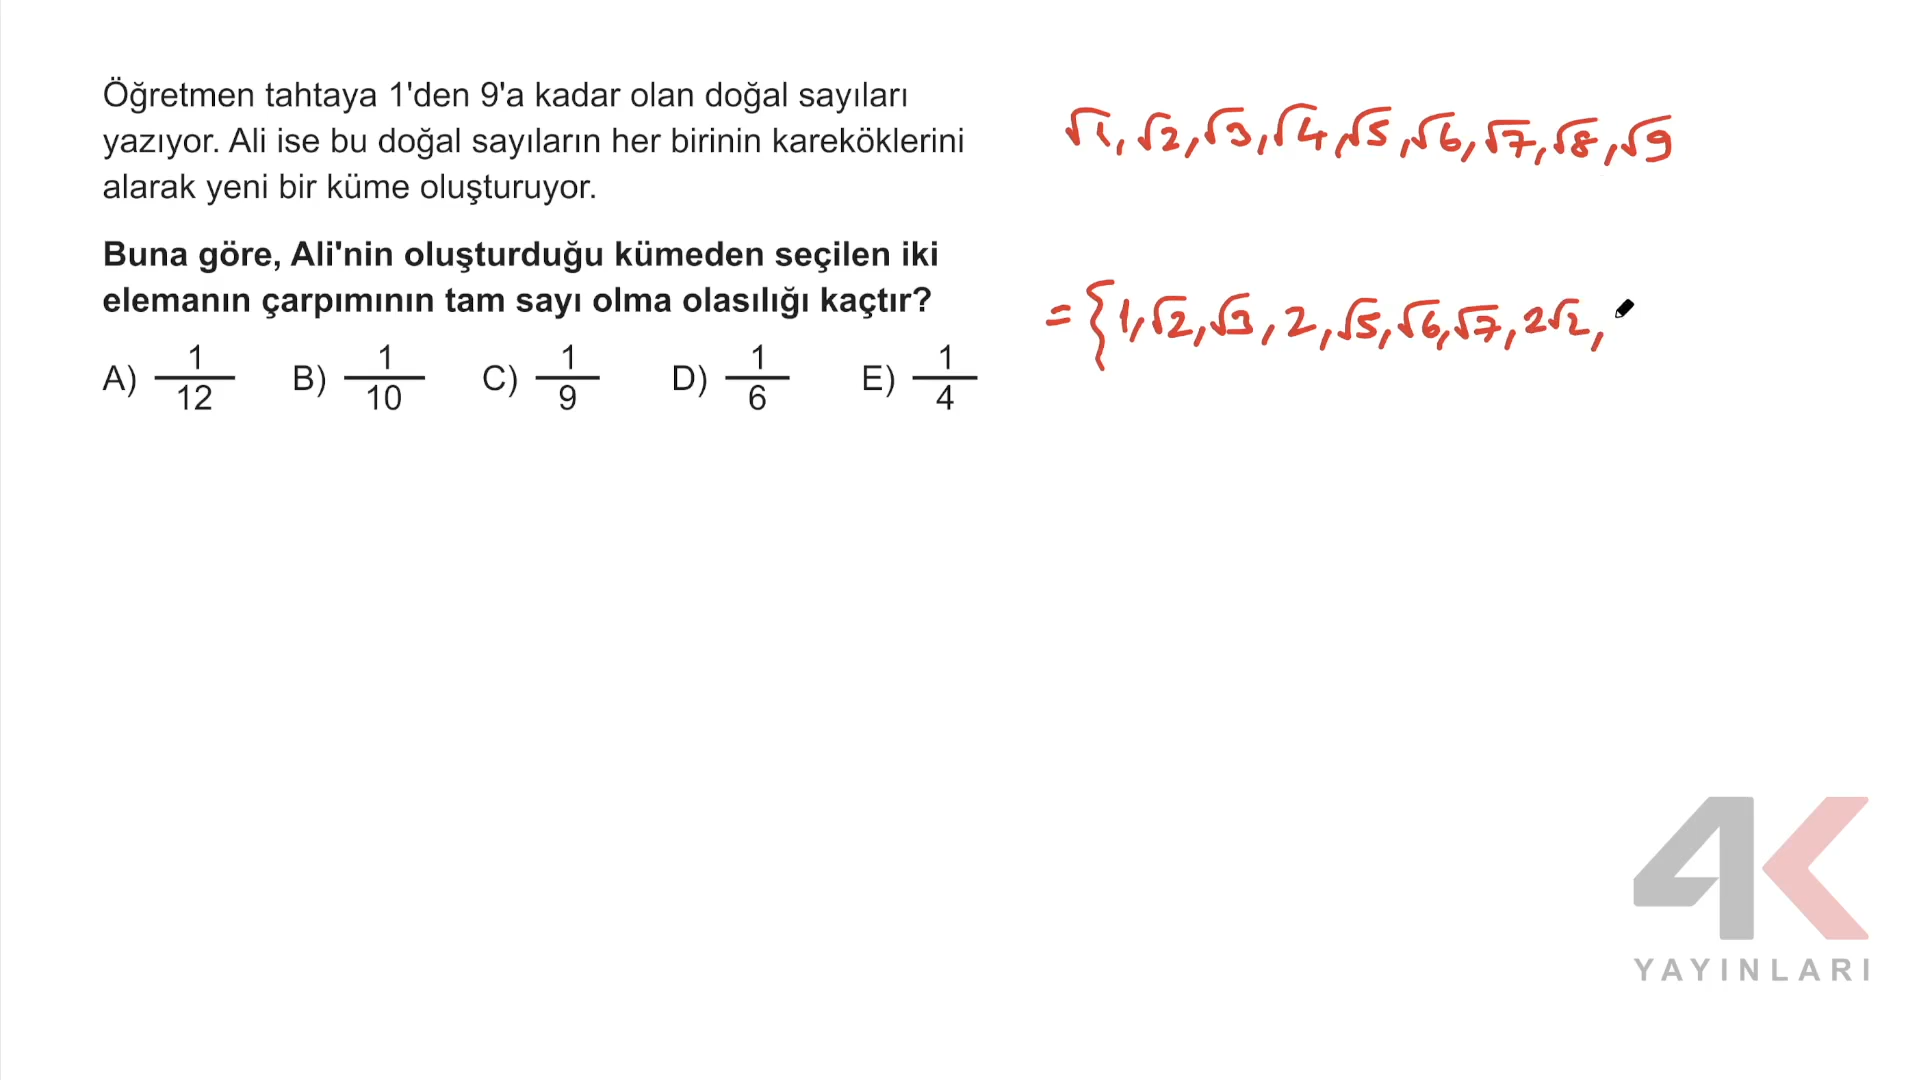 Öğretmen tahtaya 1'den 9'a kadar olan doğal sayıları
yazıyor. Ali ise bu doğal sayıların her birinin kareköklerini
alarak yeni bir küme oluşturuyor.
Buna göre, Ali'nin oluşturduğu kümeden seçilen iki
elemanın çarpımının tam sayı olma olasılığı kaçtır?
A) 1/12 B) 1/10 C) 1/9 D) 1/6 E) 1/4
√1, √2, √3, √4, √5, √6, √7, √8, √9
= { 1, √2, √3, 2, √5, √6, √7, 2√2,
4K
YAYINLARI